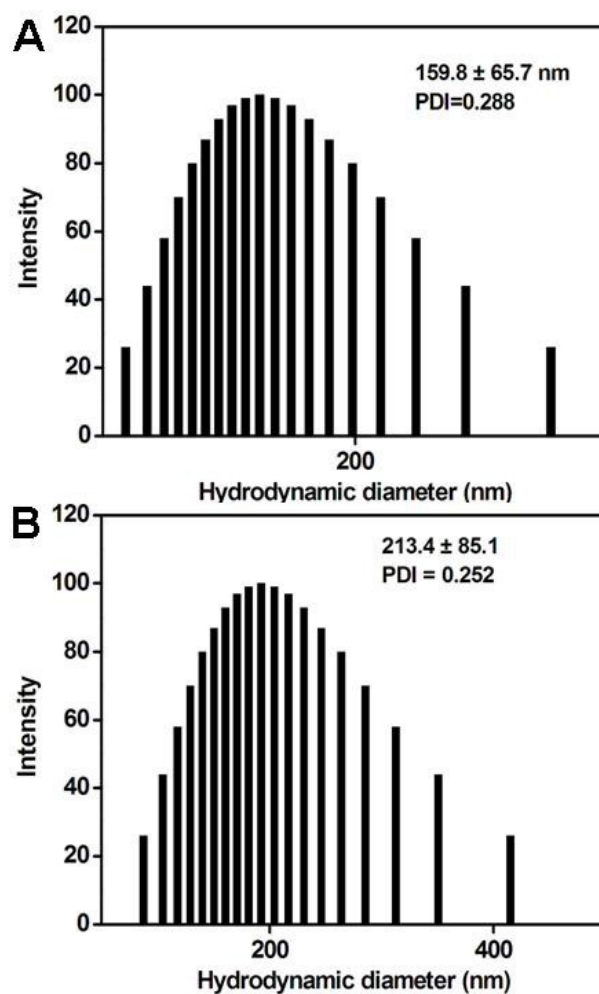 A
120
159.8 ± 65.7 nm
PDI=0.288
100
80
60
40
20
0
Intensity
200
Hydrodynamic diameter (nm)
B
120
213.4 ± 85.1
PDI = 0.252
100
80
60
40
20
0
Intensity
200 400
Hydrodynamic diameter (nm)